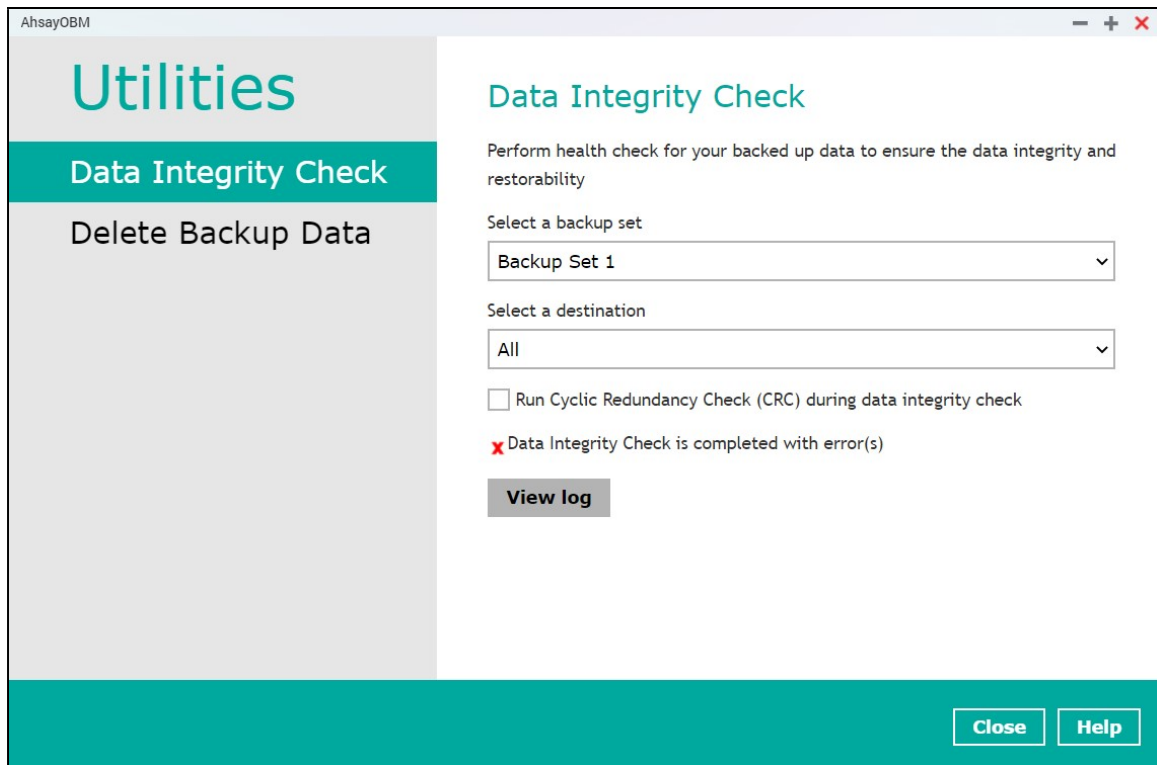 AhsayOBM
Utilities
Data Integrity Check
Delete Backup Data
Data Integrity Check
Perform health check for your backed up data to ensure the data integrity and
restorability
Select a backup set
Backup Set 1
Select a destination
All
Run Cyclic Redundancy Check (CRC) during data integrity check
Data Integrity Check is completed with error(s)
View log
Close
Help